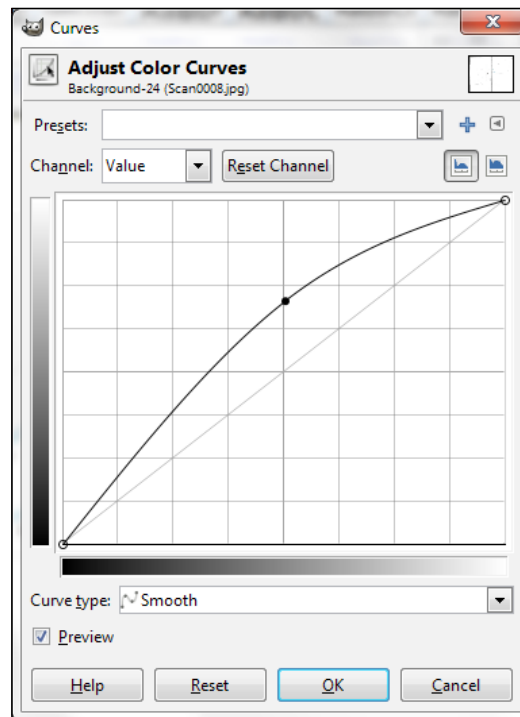 Curves
Adjust Color Curves
Background-24 (Scan0008.jpg)
Presets:
Channel: Value Reset Channel
Curve type: Smooth
Preview
Help Reset OK Cancel